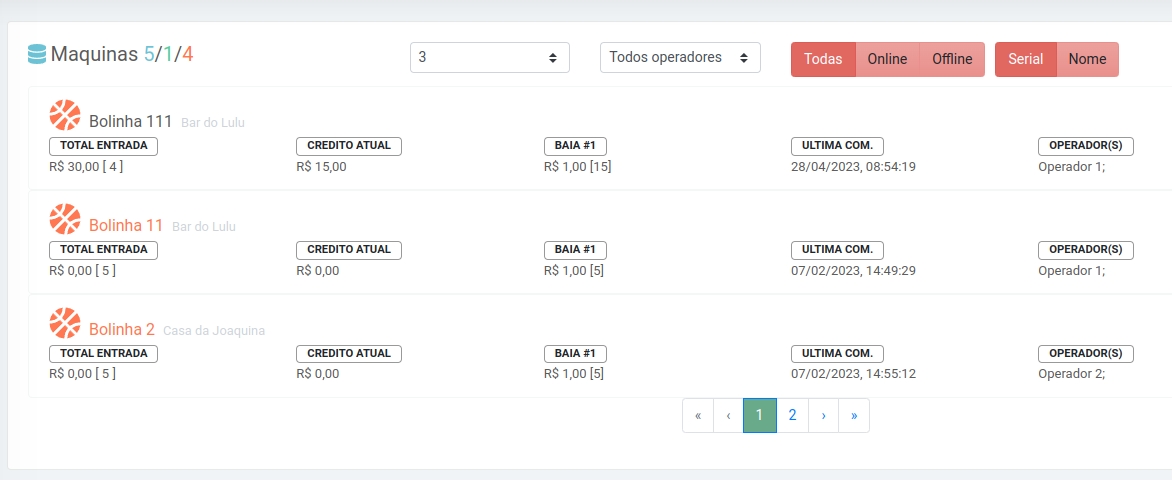 Maquinas 5/1/4 3 Todos operadores Todas Online Offline Serial Nome
Bolinha 111 Bar do Lulu
TOTAL ENTRADA CREDITO ATUAL BAIA #1 ULTIMA COM. OPERADOR(S)
R$ 30,00 [ 4 ] R$ 15,00 R$ 1,00 [15] 28/04/2023, 08:54:19 Operador 1;
Bolinha 11 Bar do Lulu
TOTAL ENTRADA CREDITO ATUAL BAIA #1 ULTIMA COM. OPERADOR(S)
R$ 0,00 [ 5 ] R$ 0,00 R$ 1,00 [5] 07/02/2023, 14:49:29 Operador 1;
Bolinha 2 Casa da Joaquina
TOTAL ENTRADA CREDITO ATUAL BAIA #1 ULTIMA COM. OPERADOR(S)
R$ 0,00 [ 5 ] R$ 0,00 R$ 1,00 [5] 07/02/2023, 14:55:12 Operador 2;
« ‹ 1 2 › »